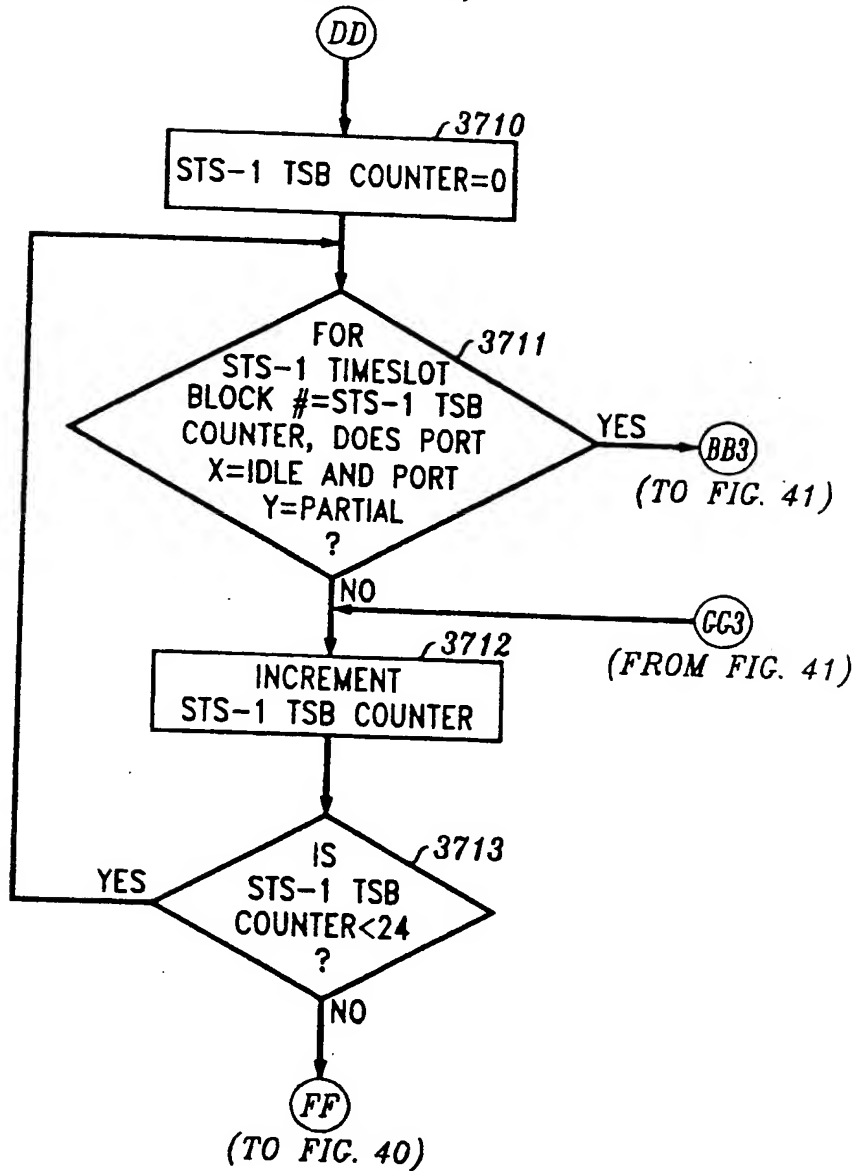 DD
3710
STS-1 TSB COUNTER=0
3711
FOR
STS-1 TIMESLOT
BLOCK #=STS-1 TSB
COUNTER, DOES PORT
X=IDLE AND PORT
Y=PARTIAL
?
YES
BB3
(TO FIG. 41)
NO
GG3
(FROM FIG. 41)
3712
INCREMENT
STS-1 TSB COUNTER
3713
IS
STS-1 TSB
COUNTER<24
?
YES
NO
FF
(TO FIG. 40)